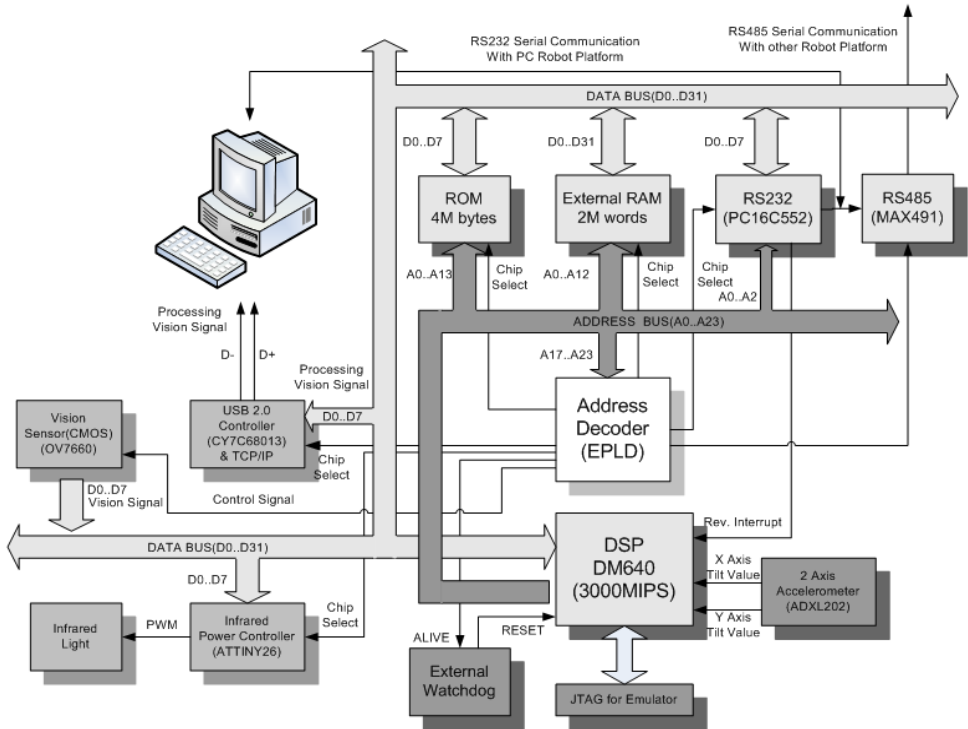 RS232 Serial Communication
With PC Robot Platform
RS485 Serial Communication
With other Robot Platform
DATA BUS(D0..D31)
D0..D7
D0..D31
D0..D7
ROM
4M bytes
External RAM
2M words
RS232
(PC16C552)
RS485
(MAX491)
A0..A13
Chip
Select
A0..A12
Chip
Select
Chip
Select
A0..A2
ADDRESS BUS(A0..A23)
Processing
Vision Signal
D-
D+
Processing
Vision Signal
A17..A23
Address
Decoder
(EPLD)
Vision
Sensor(CMOS)
(OV7660)
USB 2.0
Controller
(CY7C68013)
& TCP/IP
D0..D7
Chip
Select
D0..D7
Vision Signal
Control Signal
DATA BUS(D0..D31)
DSP
DM640
(3000MIPS)
Rev. Interrupt
X Axis
Tilt Value
Y Axis
Tilt Value
2 Axis
Accelerometer
(ADXL202)
D0..D7
Infrared
Light
PWM
Infrared
Power Controller
(ATTINY26)
Chip
Select
ALIVE
RESET
External
Watchdog
JTAG for Emulator